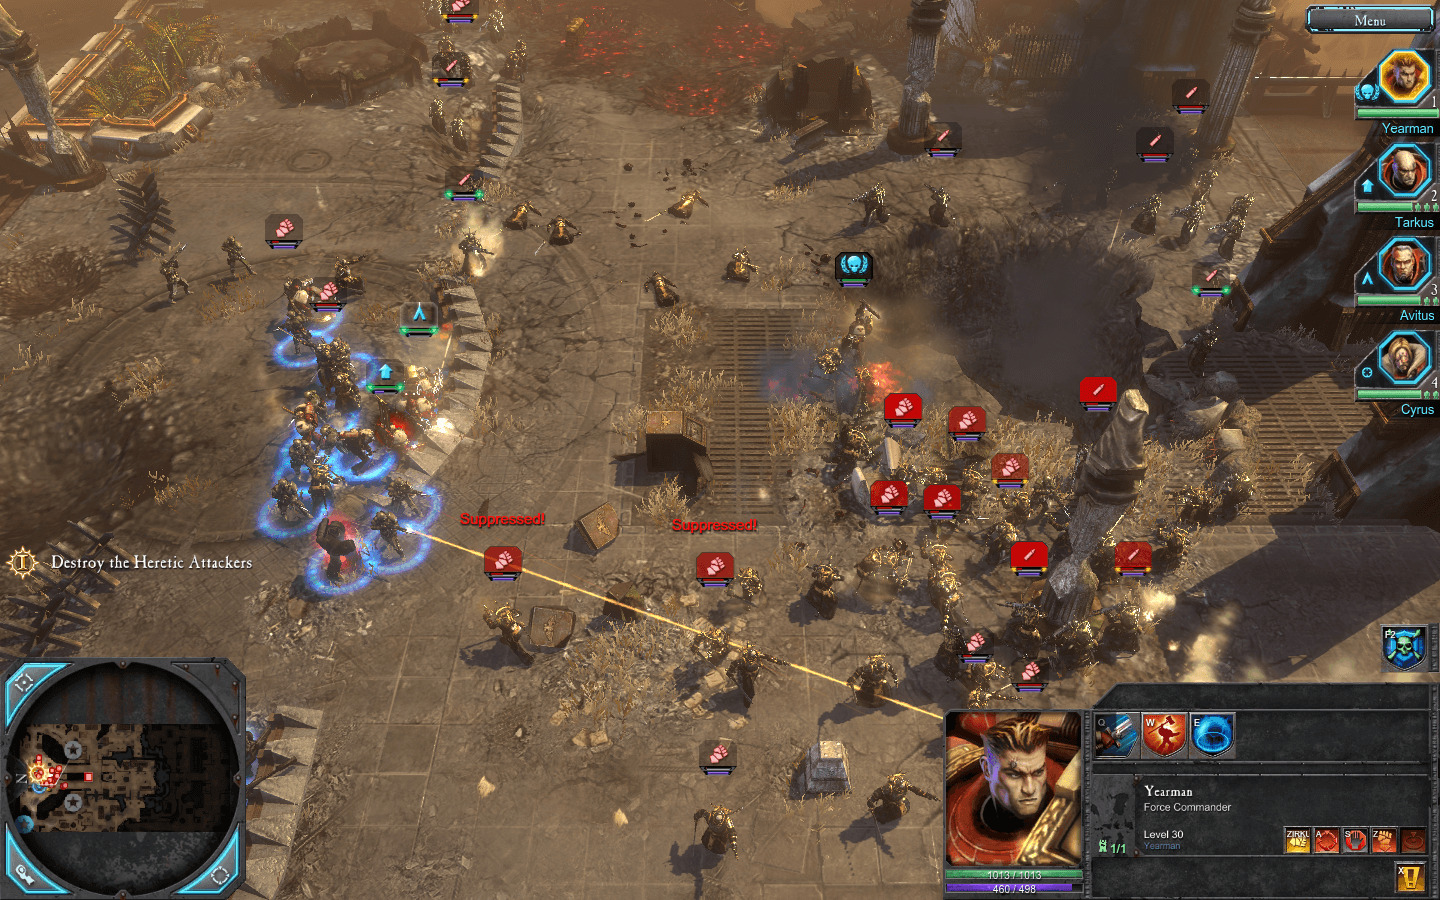 Menu
1
Yearman
2
Tarkus
3
Avitus
4
Cyrus
Suppressed!
Suppressed!
I
Destroy the Heretic Attackers
F2
N
Q W E
Yearman
Force Commander
Level 30
Yearman
1/1
A S Z
X
1013 / 1013
460 / 498